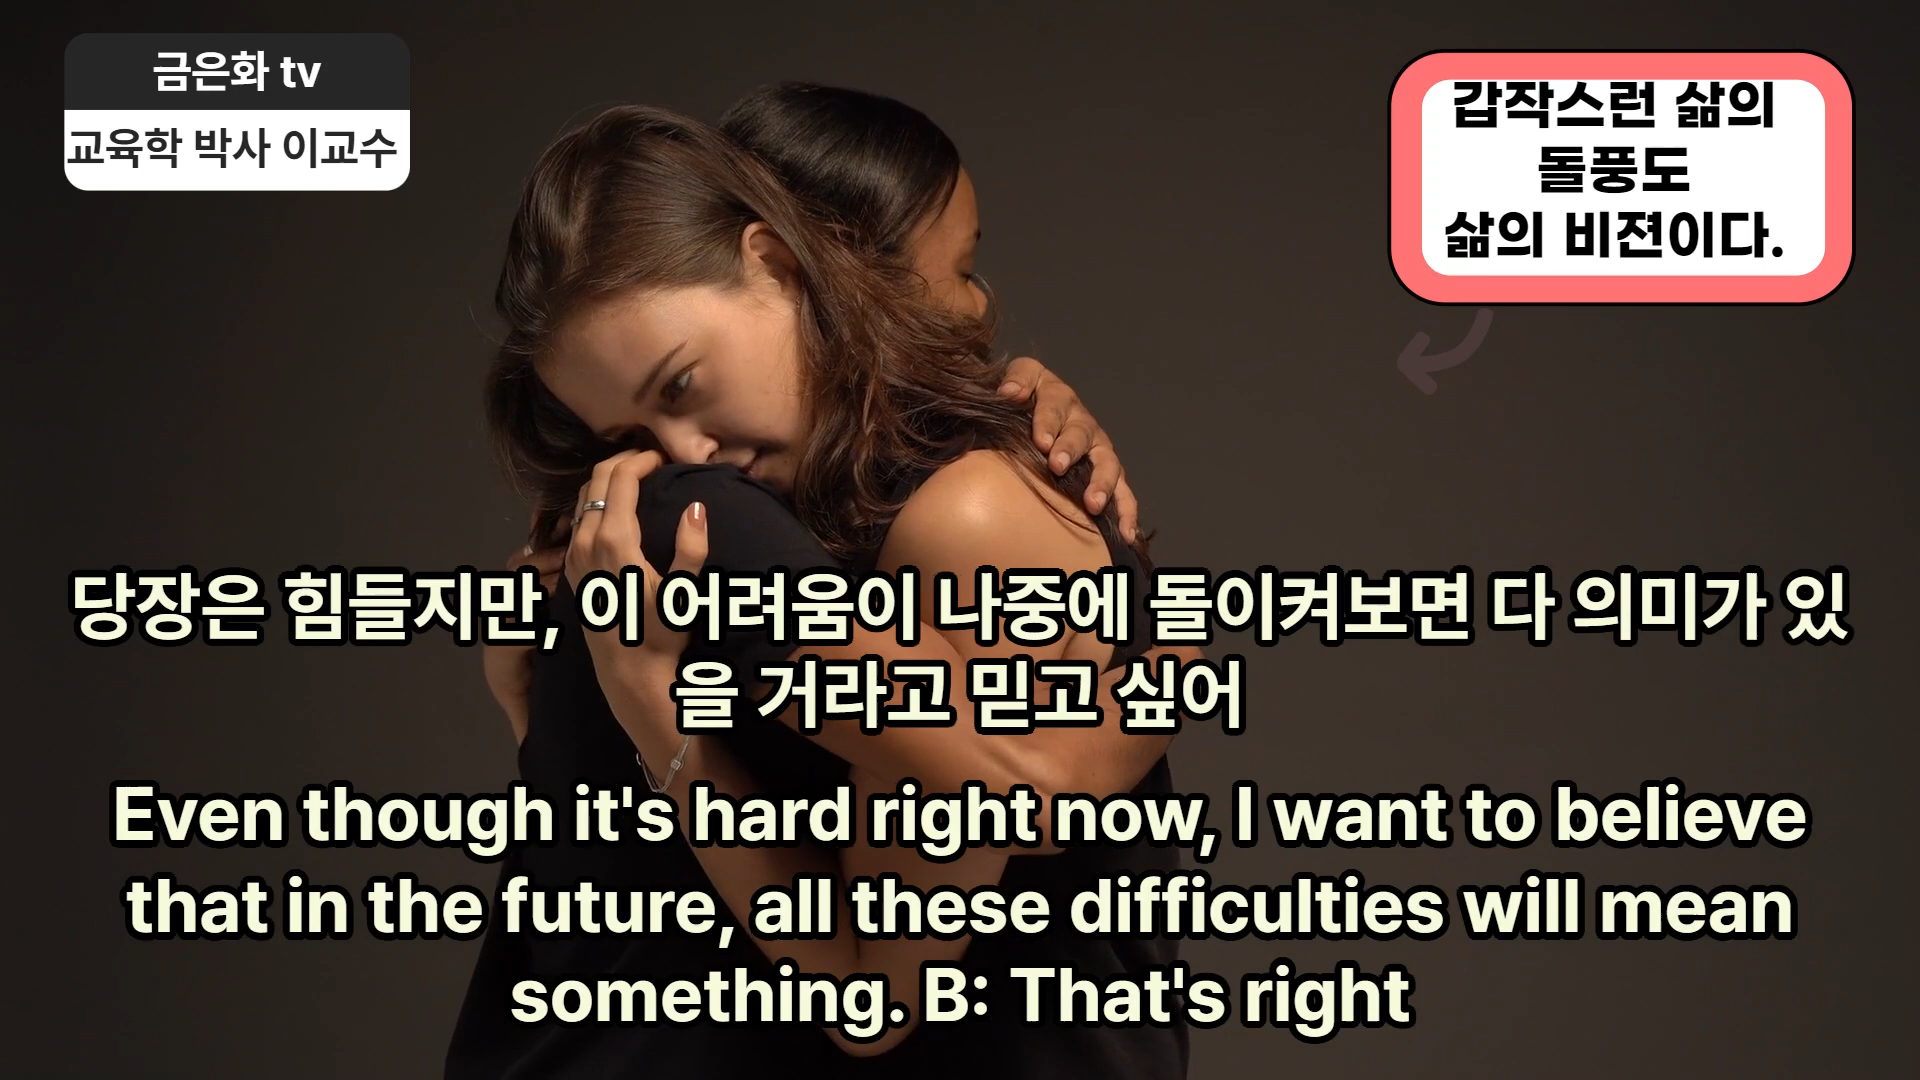 금은화 tv
교육학 박사 이교수
갑작스런 삶의
돌풍도
삶의 비젼이다.
당장은 힘들지만, 이 어려움이 나중에 돌이켜보면 다 의미가 있
을 거라고 믿고 싶어
Even though it's hard right now, I want to believe
that in the future, all these difficulties will mean
something. B: That's right